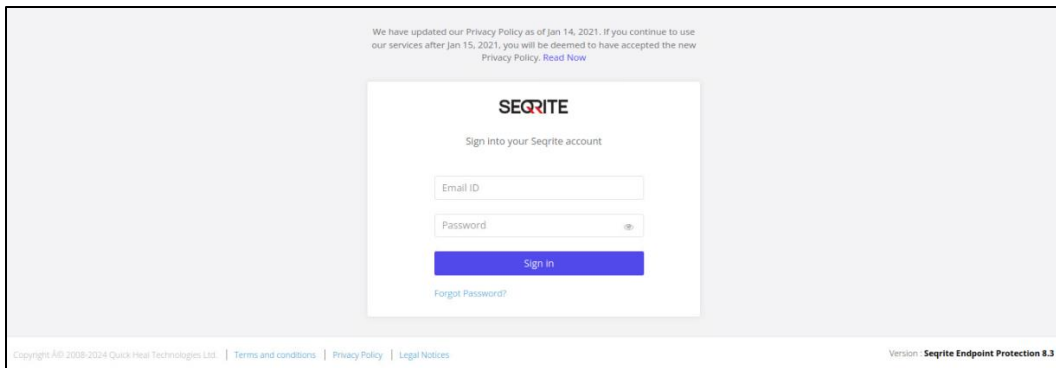 We have updated our Privacy Policy as of Jan 14, 2021. If you continue to use
our services after Jan 15, 2021, you will be deemed to have accepted the new
Privacy Policy. Read Now
SEQRITE
Sign into your Seqrite account
Email ID
Password
Sign in
Forgot Password?
Copyright Â© 2008-2024 Quick Heal Technologies Ltd. | Terms and conditions | Privacy Policy | Legal Notices
Version : Seqrite Endpoint Protection 8.3